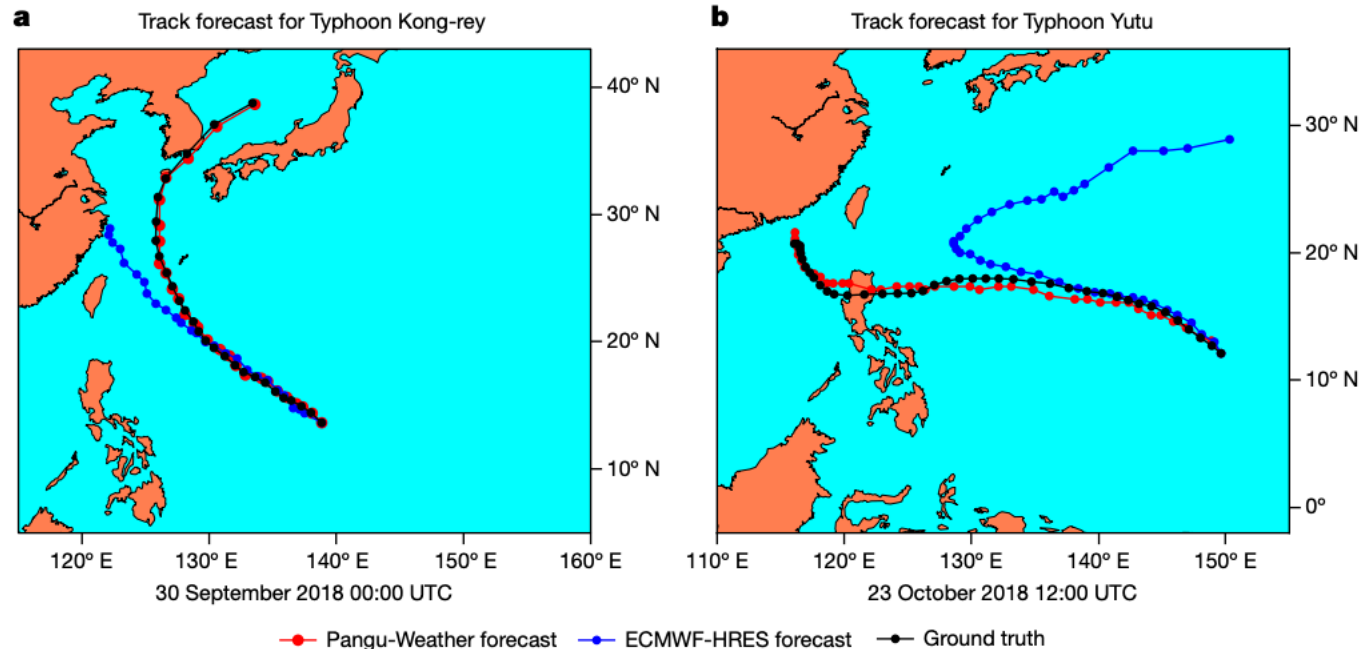 a
Track forecast for Typhoon Kong-rey
40° N
30° N
20° N
10° N
120° E 130° E 140° E 150° E 160° E
30 September 2018 00:00 UTC
b
Track forecast for Typhoon Yutu
30° N
20° N
10° N
0°
110° E 120° E 130° E 140° E 150° E
23 October 2018 12:00 UTC
Pangu-Weather forecast ECMWF-HRES forecast Ground truth